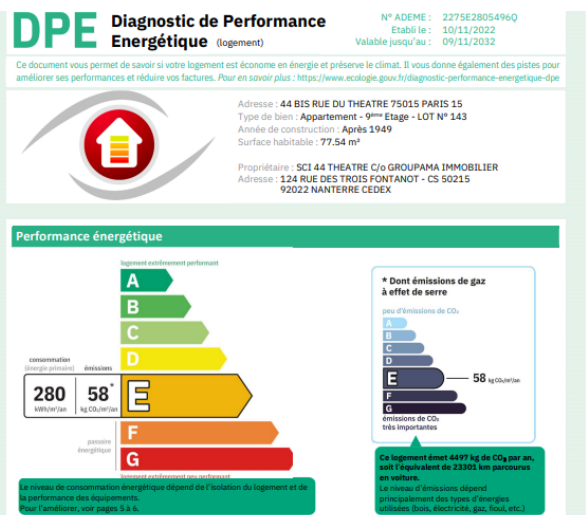 DPE Diagnostic de Performance
Énergétique (logement)
N° ADEME : 2275E2805496Q
Etabli le : 10/11/2022
Valable jusqu'au : 09/11/2032
Ce document vous permet de savoir si votre logement est économe en énergie et préserve le climat. Il vous donne également des pistes pour
améliorer ses performances et réduire vos factures. Pour en savoir plus : https://www.ecologie.gouv.fr/diagnostic-performance-energetique-dpe
Adresse : 44 BIS RUE DU THEATRE 75015 PARIS 15
Type de bien : Appartement - 9ème Etage - LOT N° 143
Année de construction : Après 1949
Surface habitable : 77.54 m²
Propriétaire : SCI 44 THEATRE C/o GROUPAMA IMMOBILIER
Adresse : 124 RUE DES TROIS FONTANOT - CS 50215
92022 NANTERRE CEDEX
Performance énergétique
logement extrêmement performant
A
B
C
D
consommation
(énergie primaire)
émissions
280
kWh/m²/an
58*
kg CO₂/m²/an
E
F
G
passoire
énergétique
logement extrêmement peu performant
Le niveau de consommation énergétique dépend de l'isolation du logement et de
la performance des équipements.
Pour l'améliorer, voir pages 5 à 6.
* Dont émissions de gaz
à effet de serre
peu d'émissions de CO₂
A
B
C
D
E
58 kg CO₂/m²/an
F
G
émissions de CO₂
très importantes
Ce logement émet 4497 kg de CO₂ par an,
soit l'équivalent de 23301 km parcourus
en voiture.
Le niveau d'émissions dépend
principalement des types d'énergies
utilisées (bois, électricité, gaz, fioul, etc.)